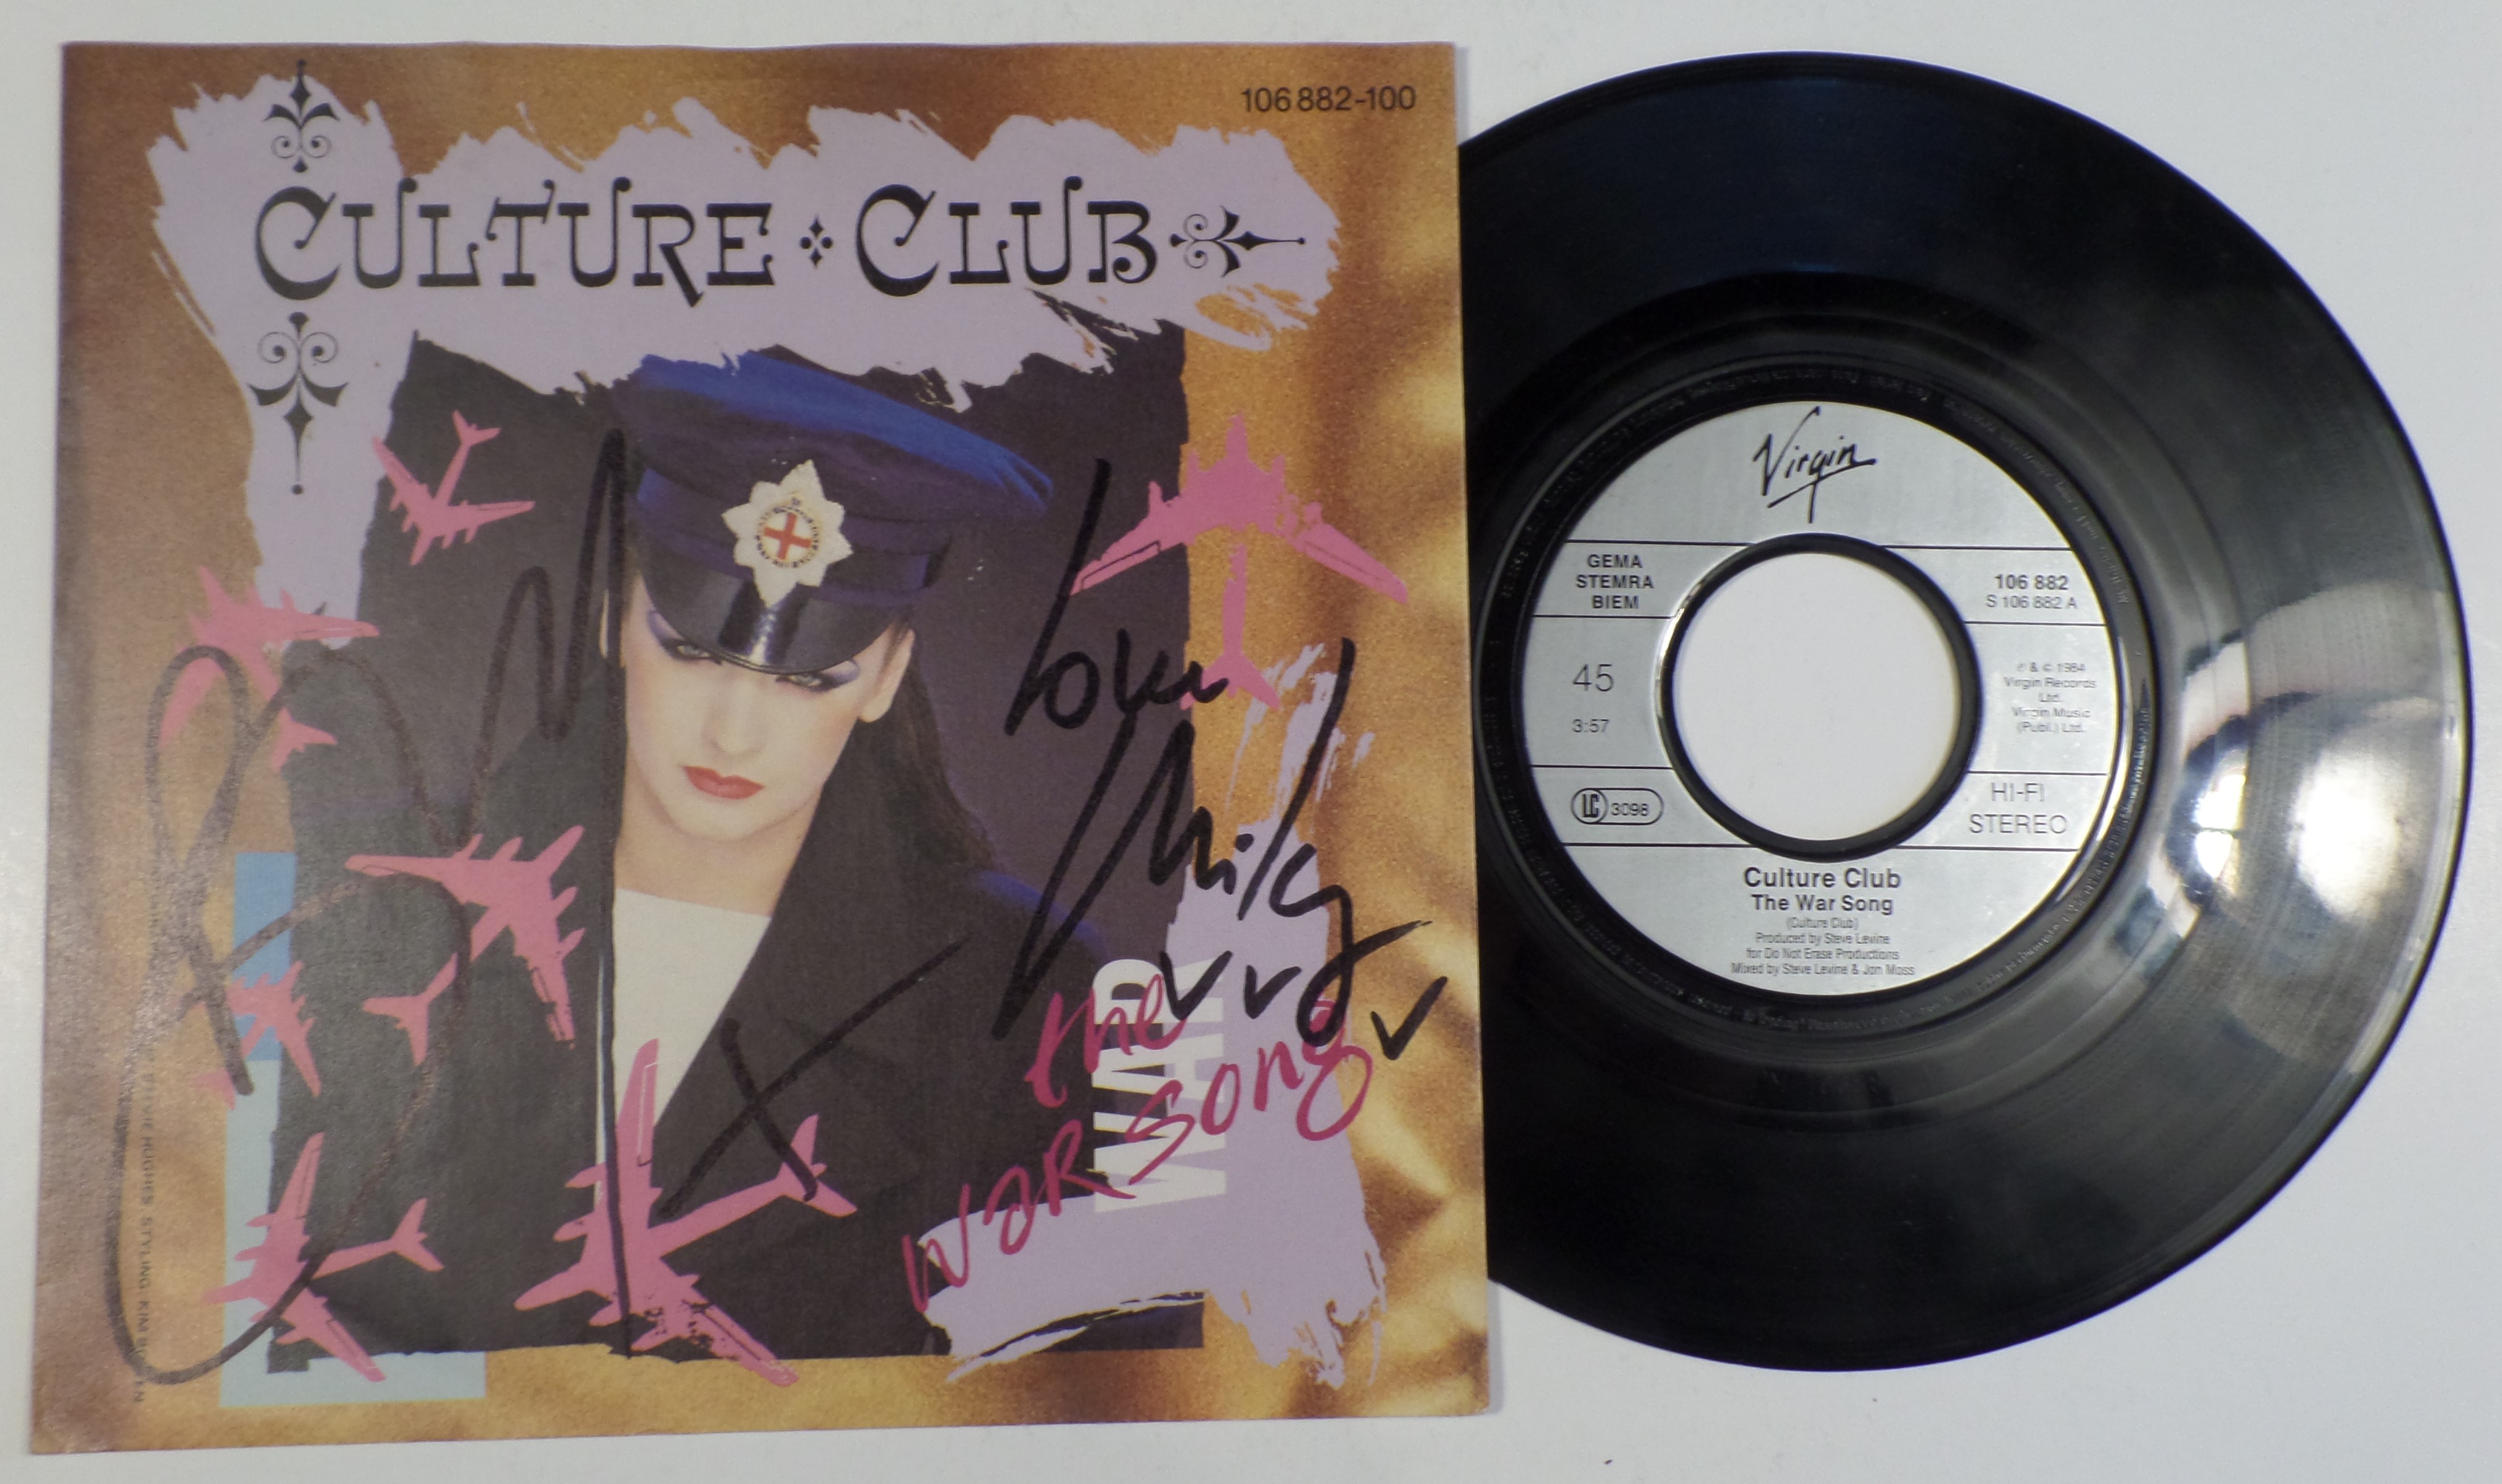 106 882-100
CULTURE CLUB
WAR
WAR
the
war song
Virgin
GEMA
STEMRA
BIEM
106 882
S 106 882 A
45
3:57
℗ & © 1984
Virgin Records
Ltd.
Virgin Music
(Publ.) Ltd.
LC 3098
HI-FI
STEREO
Culture Club
The War Song
(Culture Club)
Produced by Steve Levine
for Do Not Erase Productions
Mixed by Steve Levine & Jon Moss